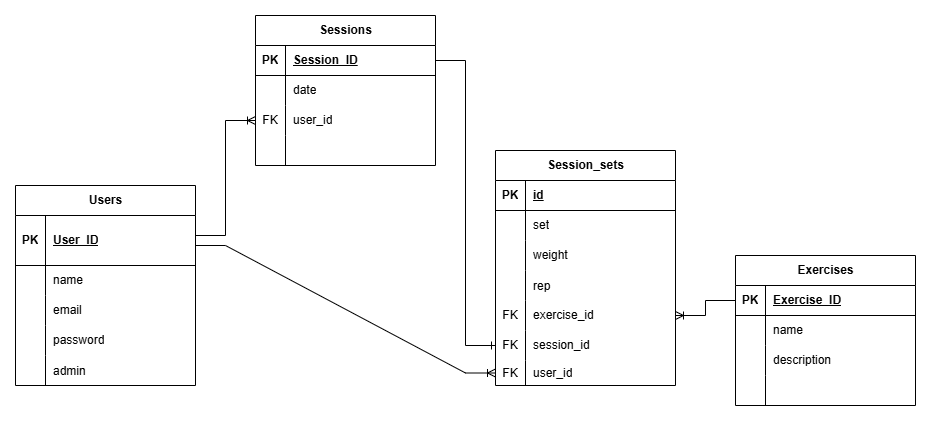 Sessions
PK Session_ID
date
FK user_id
Users
PK User_ID
name
email
password
admin
Session_sets
PK id
set
weight
rep
FK exercise_id
FK session_id
FK user_id
Exercises
PK Exercise_ID
name
description